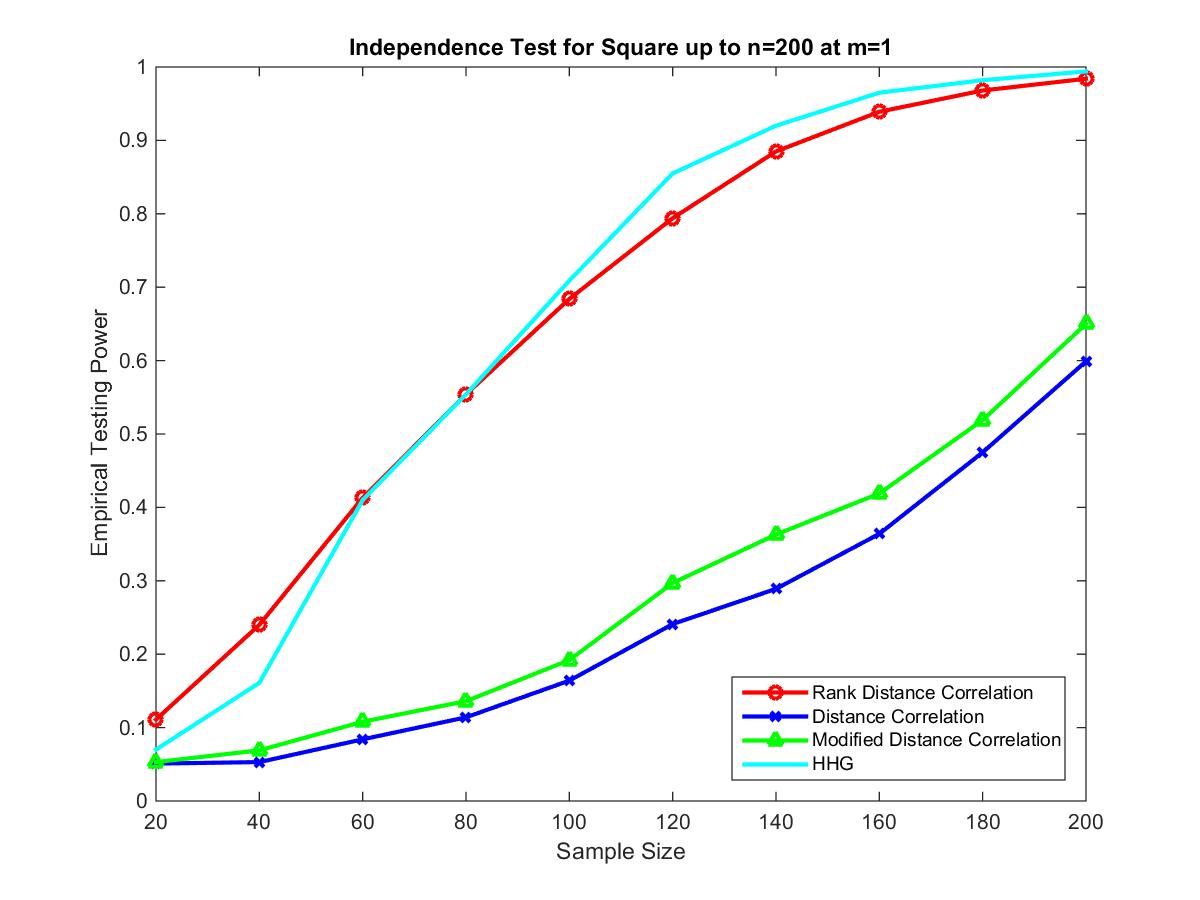 Independence Test for Square up to n=200 at m=1
1
0.9
0.8
0.7
0.6
0.5
0.4
0.3
0.2
0.1
0
Empirical Testing Power
Rank Distance Correlation
Distance Correlation
Modified Distance Correlation
HHG
20 40 60 80 100 120 140 160 180 200
Sample Size